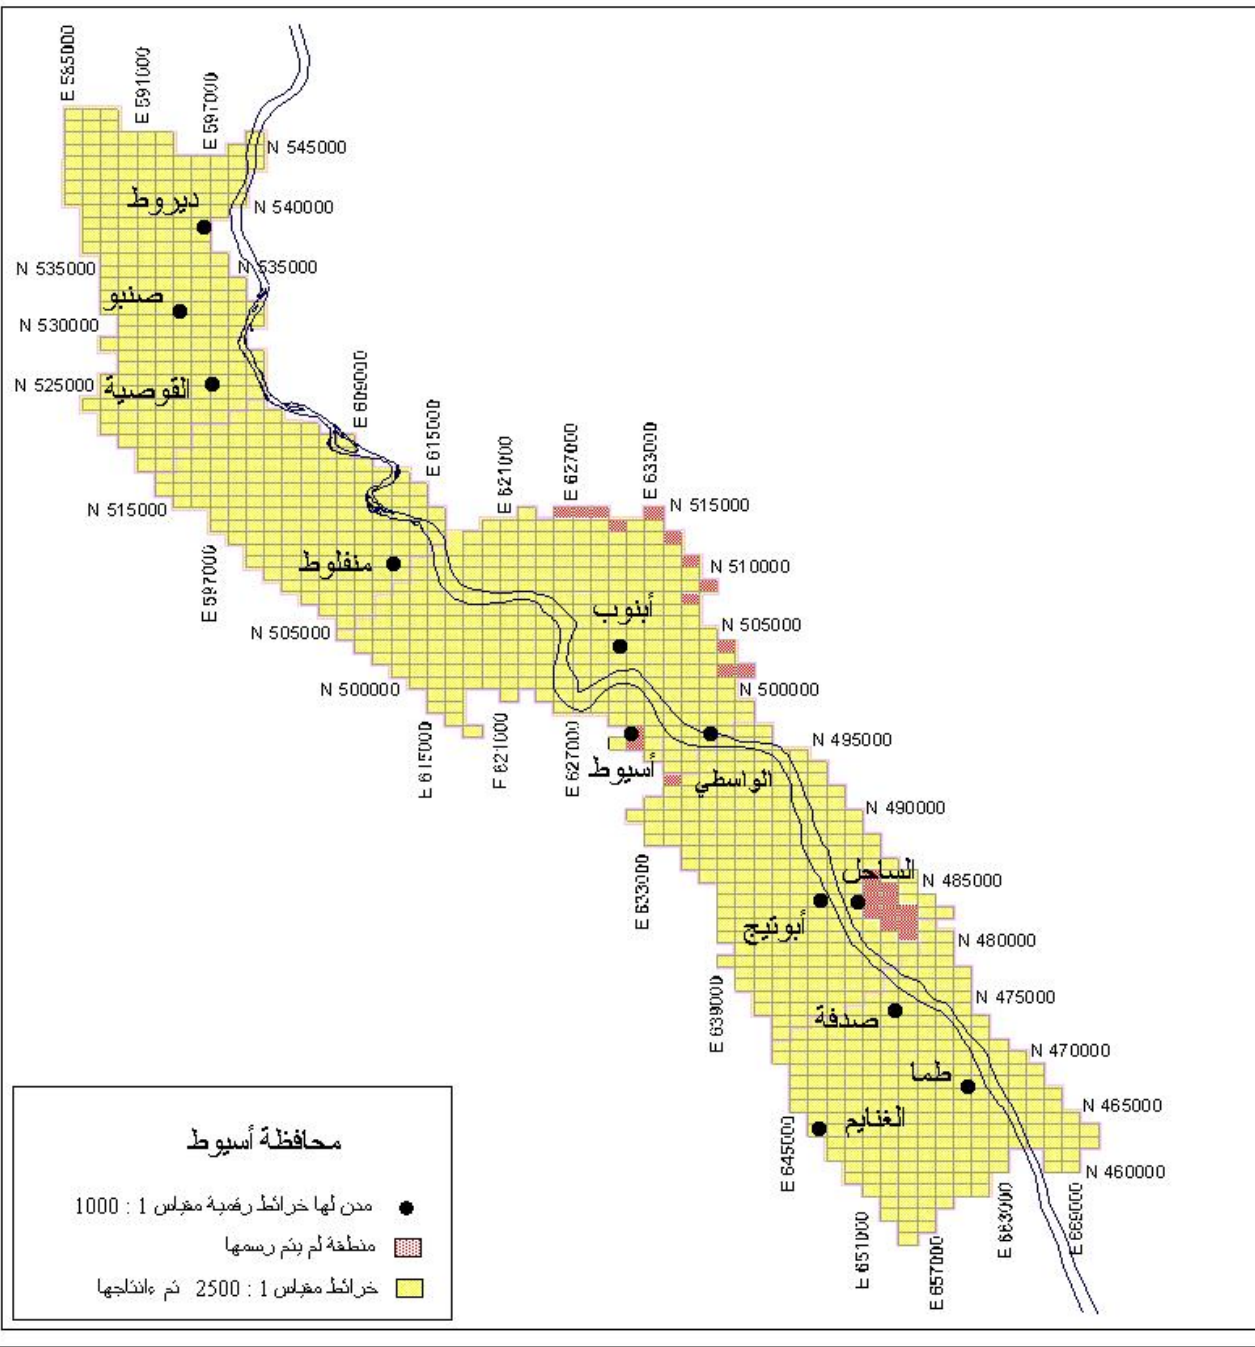 E 585000
E 591000
E 597000
N 545000
ديروط
N 540000
N 535000
N 535000
صنبو
N 530000
N 525000
القوصية
E 609000
E 615000
E 621000
E 627000
E 633000
N 515000
N 515000
E 597000
منفلوط
N 510000
أبنوب
N 505000
N 505000
N 500000
N 500000
E 615000
E 621000
E 627000
أسيوط
الواسطي
N 495000
N 490000
E 633000
الساحل
N 485000
أبوتيج
N 480000
E 639000
N 475000
صدفة
N 470000
طما
N 465000
E 645000
الغنايم
N 460000
E 651000
E 657000
E 663000
E 669000
محافظة أسيوط
مدن لها خرائط رقمية مقياس 1 : 1000
منطقة لم يتم رسمها
خرائط مقياس 1 : 2500 تم ءانتاجها